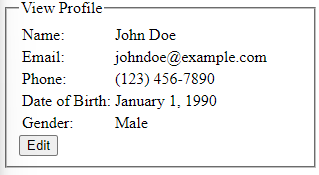 View Profile
Name: John Doe
Email: johndoe@example.com
Phone: (123) 456-7890
Date of Birth: January 1, 1990
Gender: Male
Edit